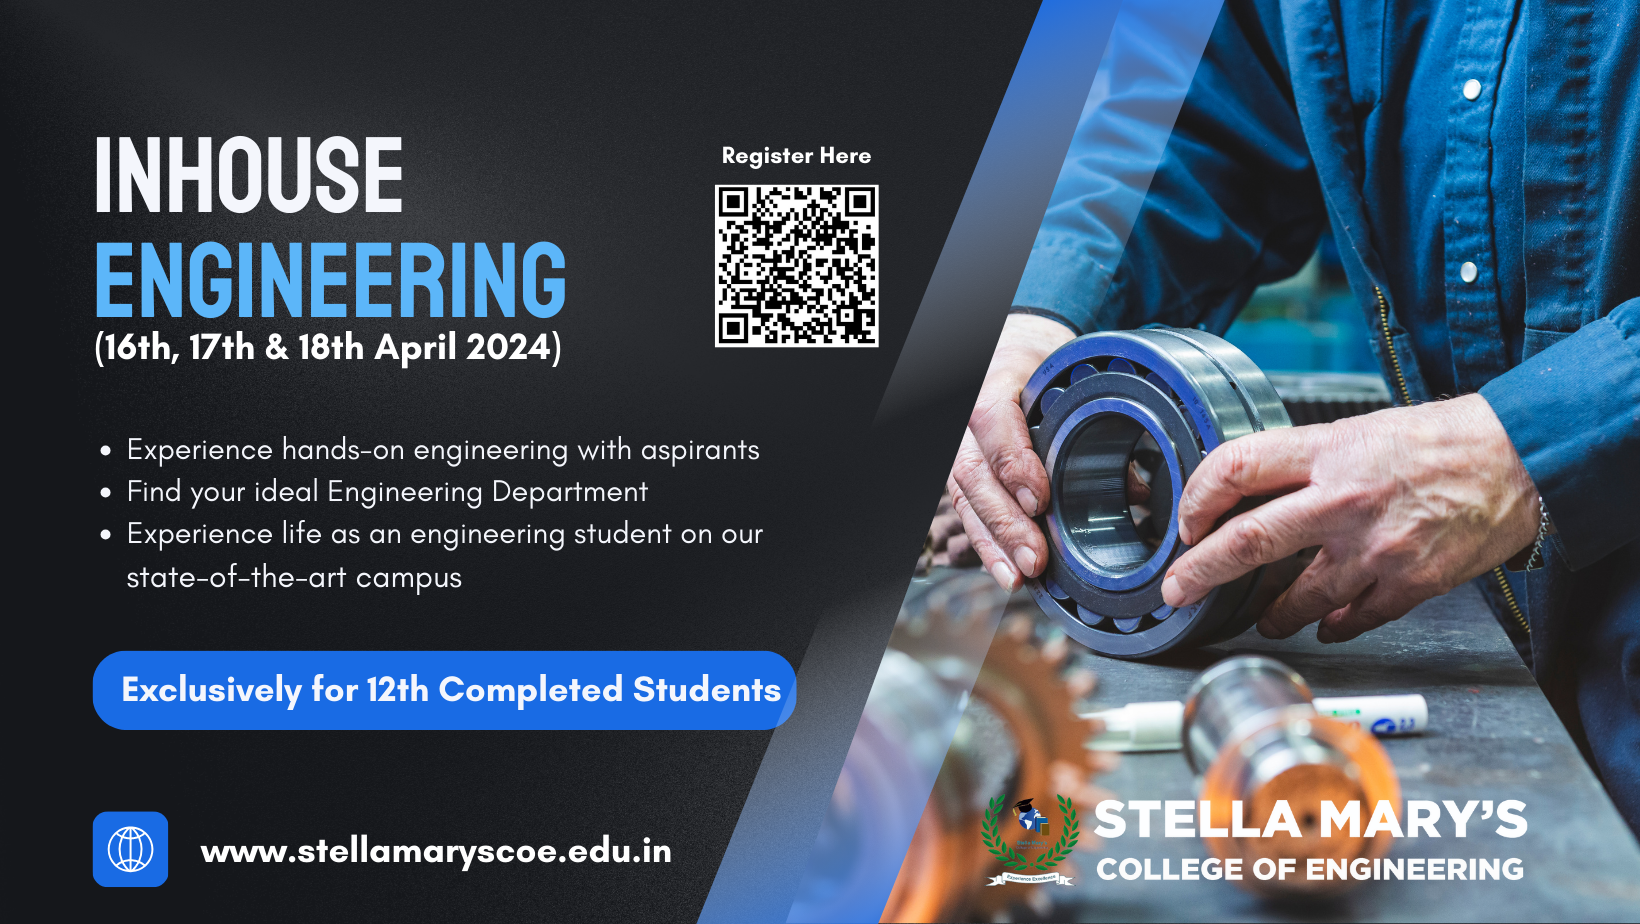 INHOUSE
ENGINEERING
(16th, 17th & 18th April 2024)
Register Here
• Experience hands-on engineering with aspirants
• Find your ideal Engineering Department
• Experience life as an engineering student on our
state-of-the-art campus
Exclusively for 12th Completed Students
www.stellamaryscoe.edu.in
Experience Excellence
STELLA MARY'S
COLLEGE OF ENGINEERING